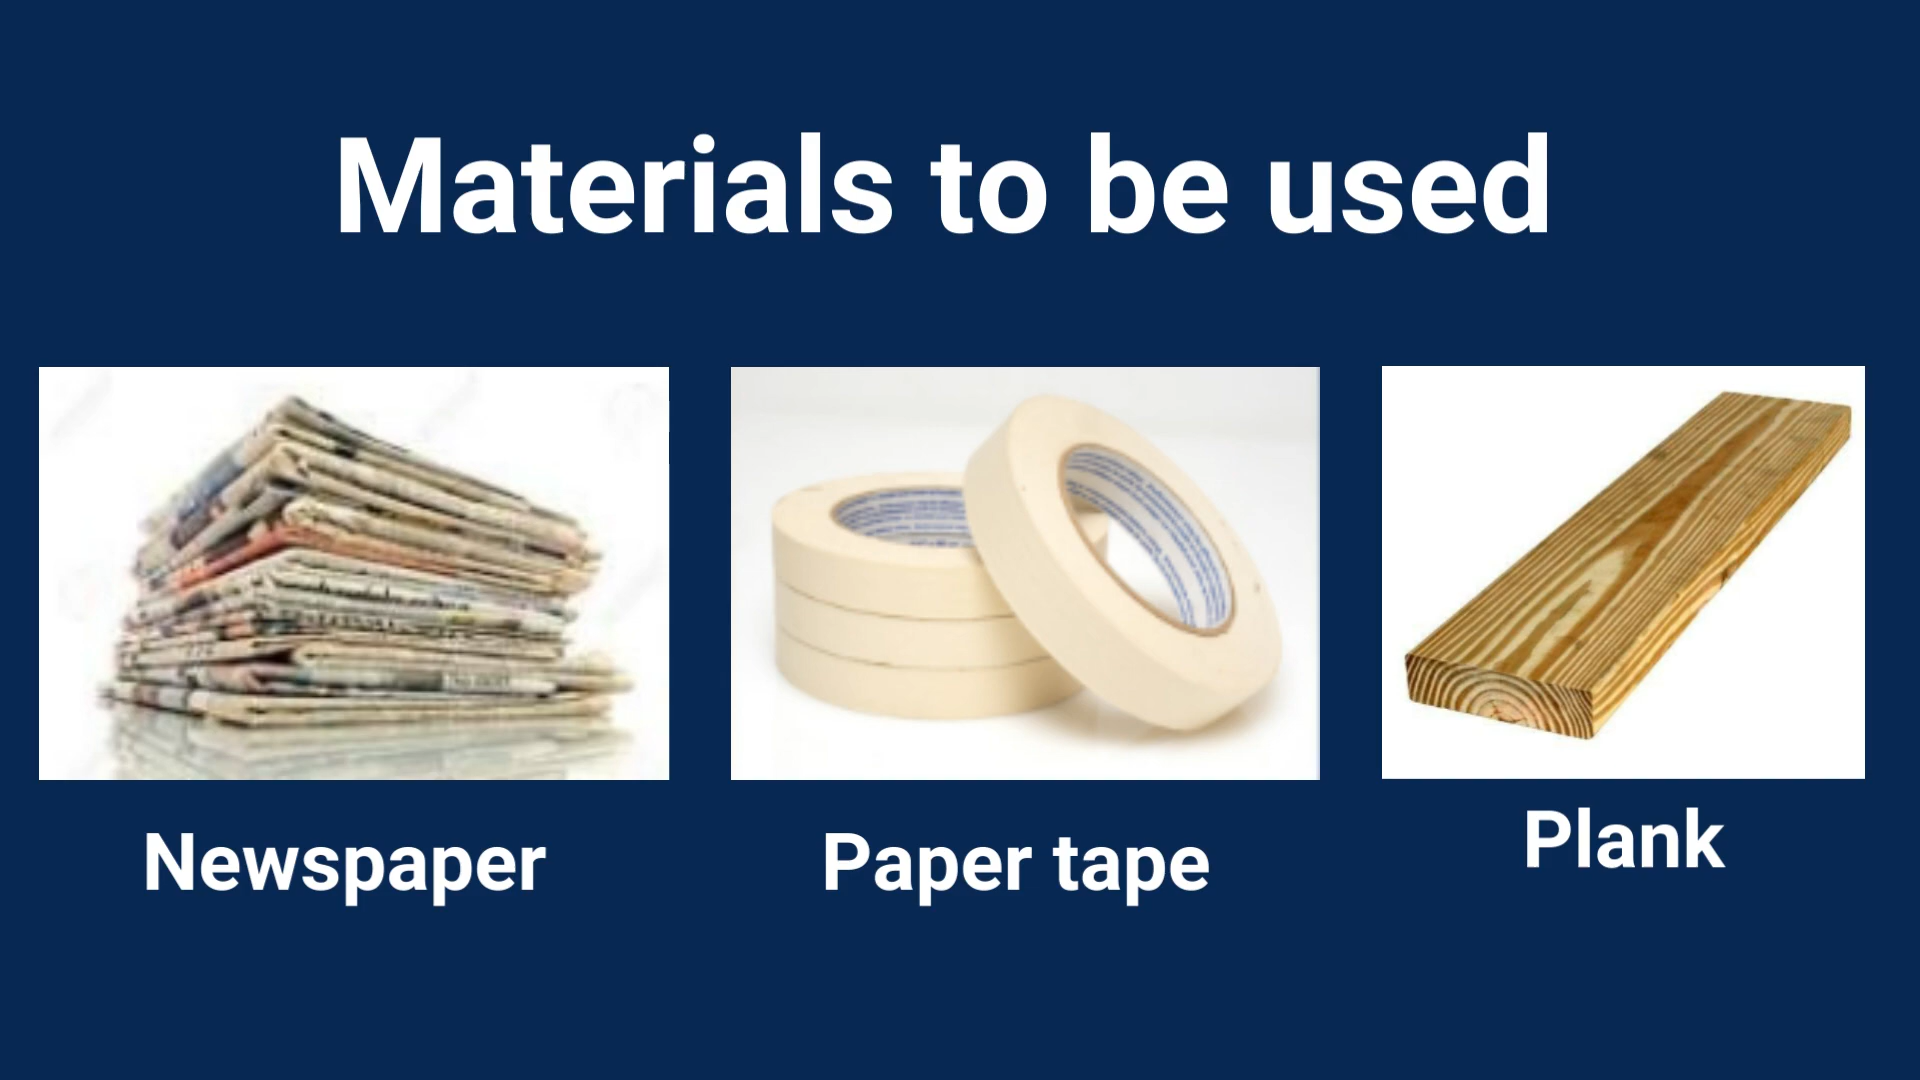 Materials to be used
Newspaper
Paper tape
Plank